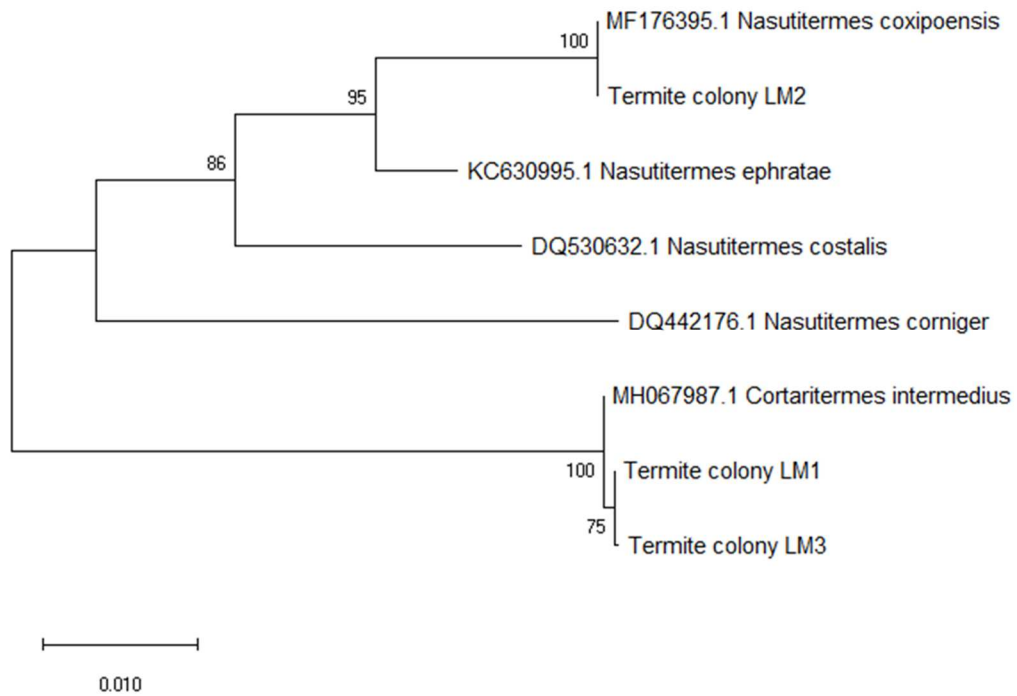 MF176395.1 Nasutitermes coxipoensis
100
Termite colony LM2
95
86
KC630995.1 Nasutitermes ephratae
DQ530632.1 Nasutitermes costalis
DQ442176.1 Nasutitermes corniger
MH067987.1 Cortaritermes intermedius
100
Termite colony LM1
75
Termite colony LM3
0.010